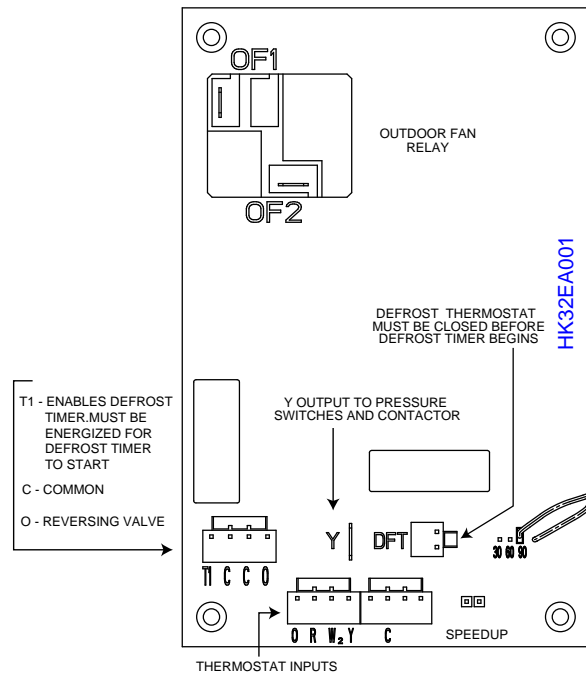 OF1
OUTDOOR FAN
RELAY
OF2
HK32EA001
DEFROST THERMOSTAT
MUST BE CLOSED BEFORE
DEFROST TIMER BEGINS
T1 - ENABLES DEFROST
TIMER.MUST BE
ENERGIZED FOR
DEFROST TIMER
TO START
C - COMMON
O - REVERSING VALVE
Y OUTPUT TO PRESSURE
SWITCHES AND CONTACTOR
Y
DFT
30 60 90
T1 C C O
O R W₂ Y C
SPEEDUP
THERMOSTAT INPUTS